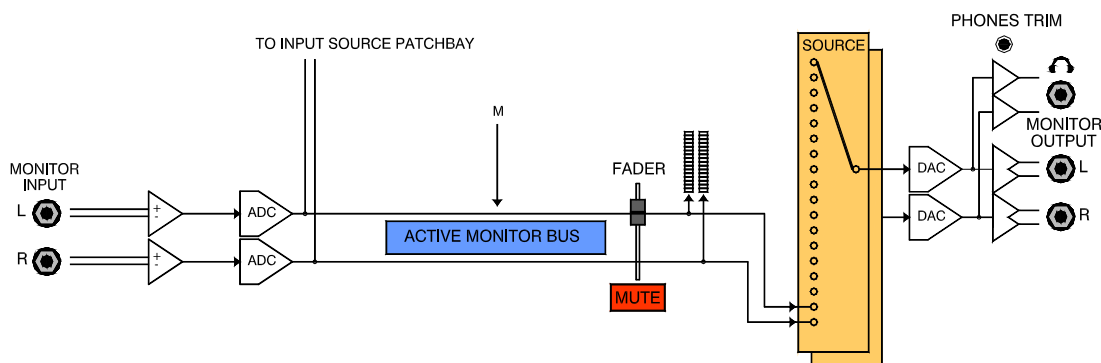 PHONES TRIM
TO INPUT SOURCE PATCHBAY
SOURCE
M
MONITOR
OUTPUT
MONITOR
INPUT
FADER
DAC
L
L
+
-
ADC
DAC
R
ACTIVE MONITOR BUS
R
+
-
ADC
MUTE